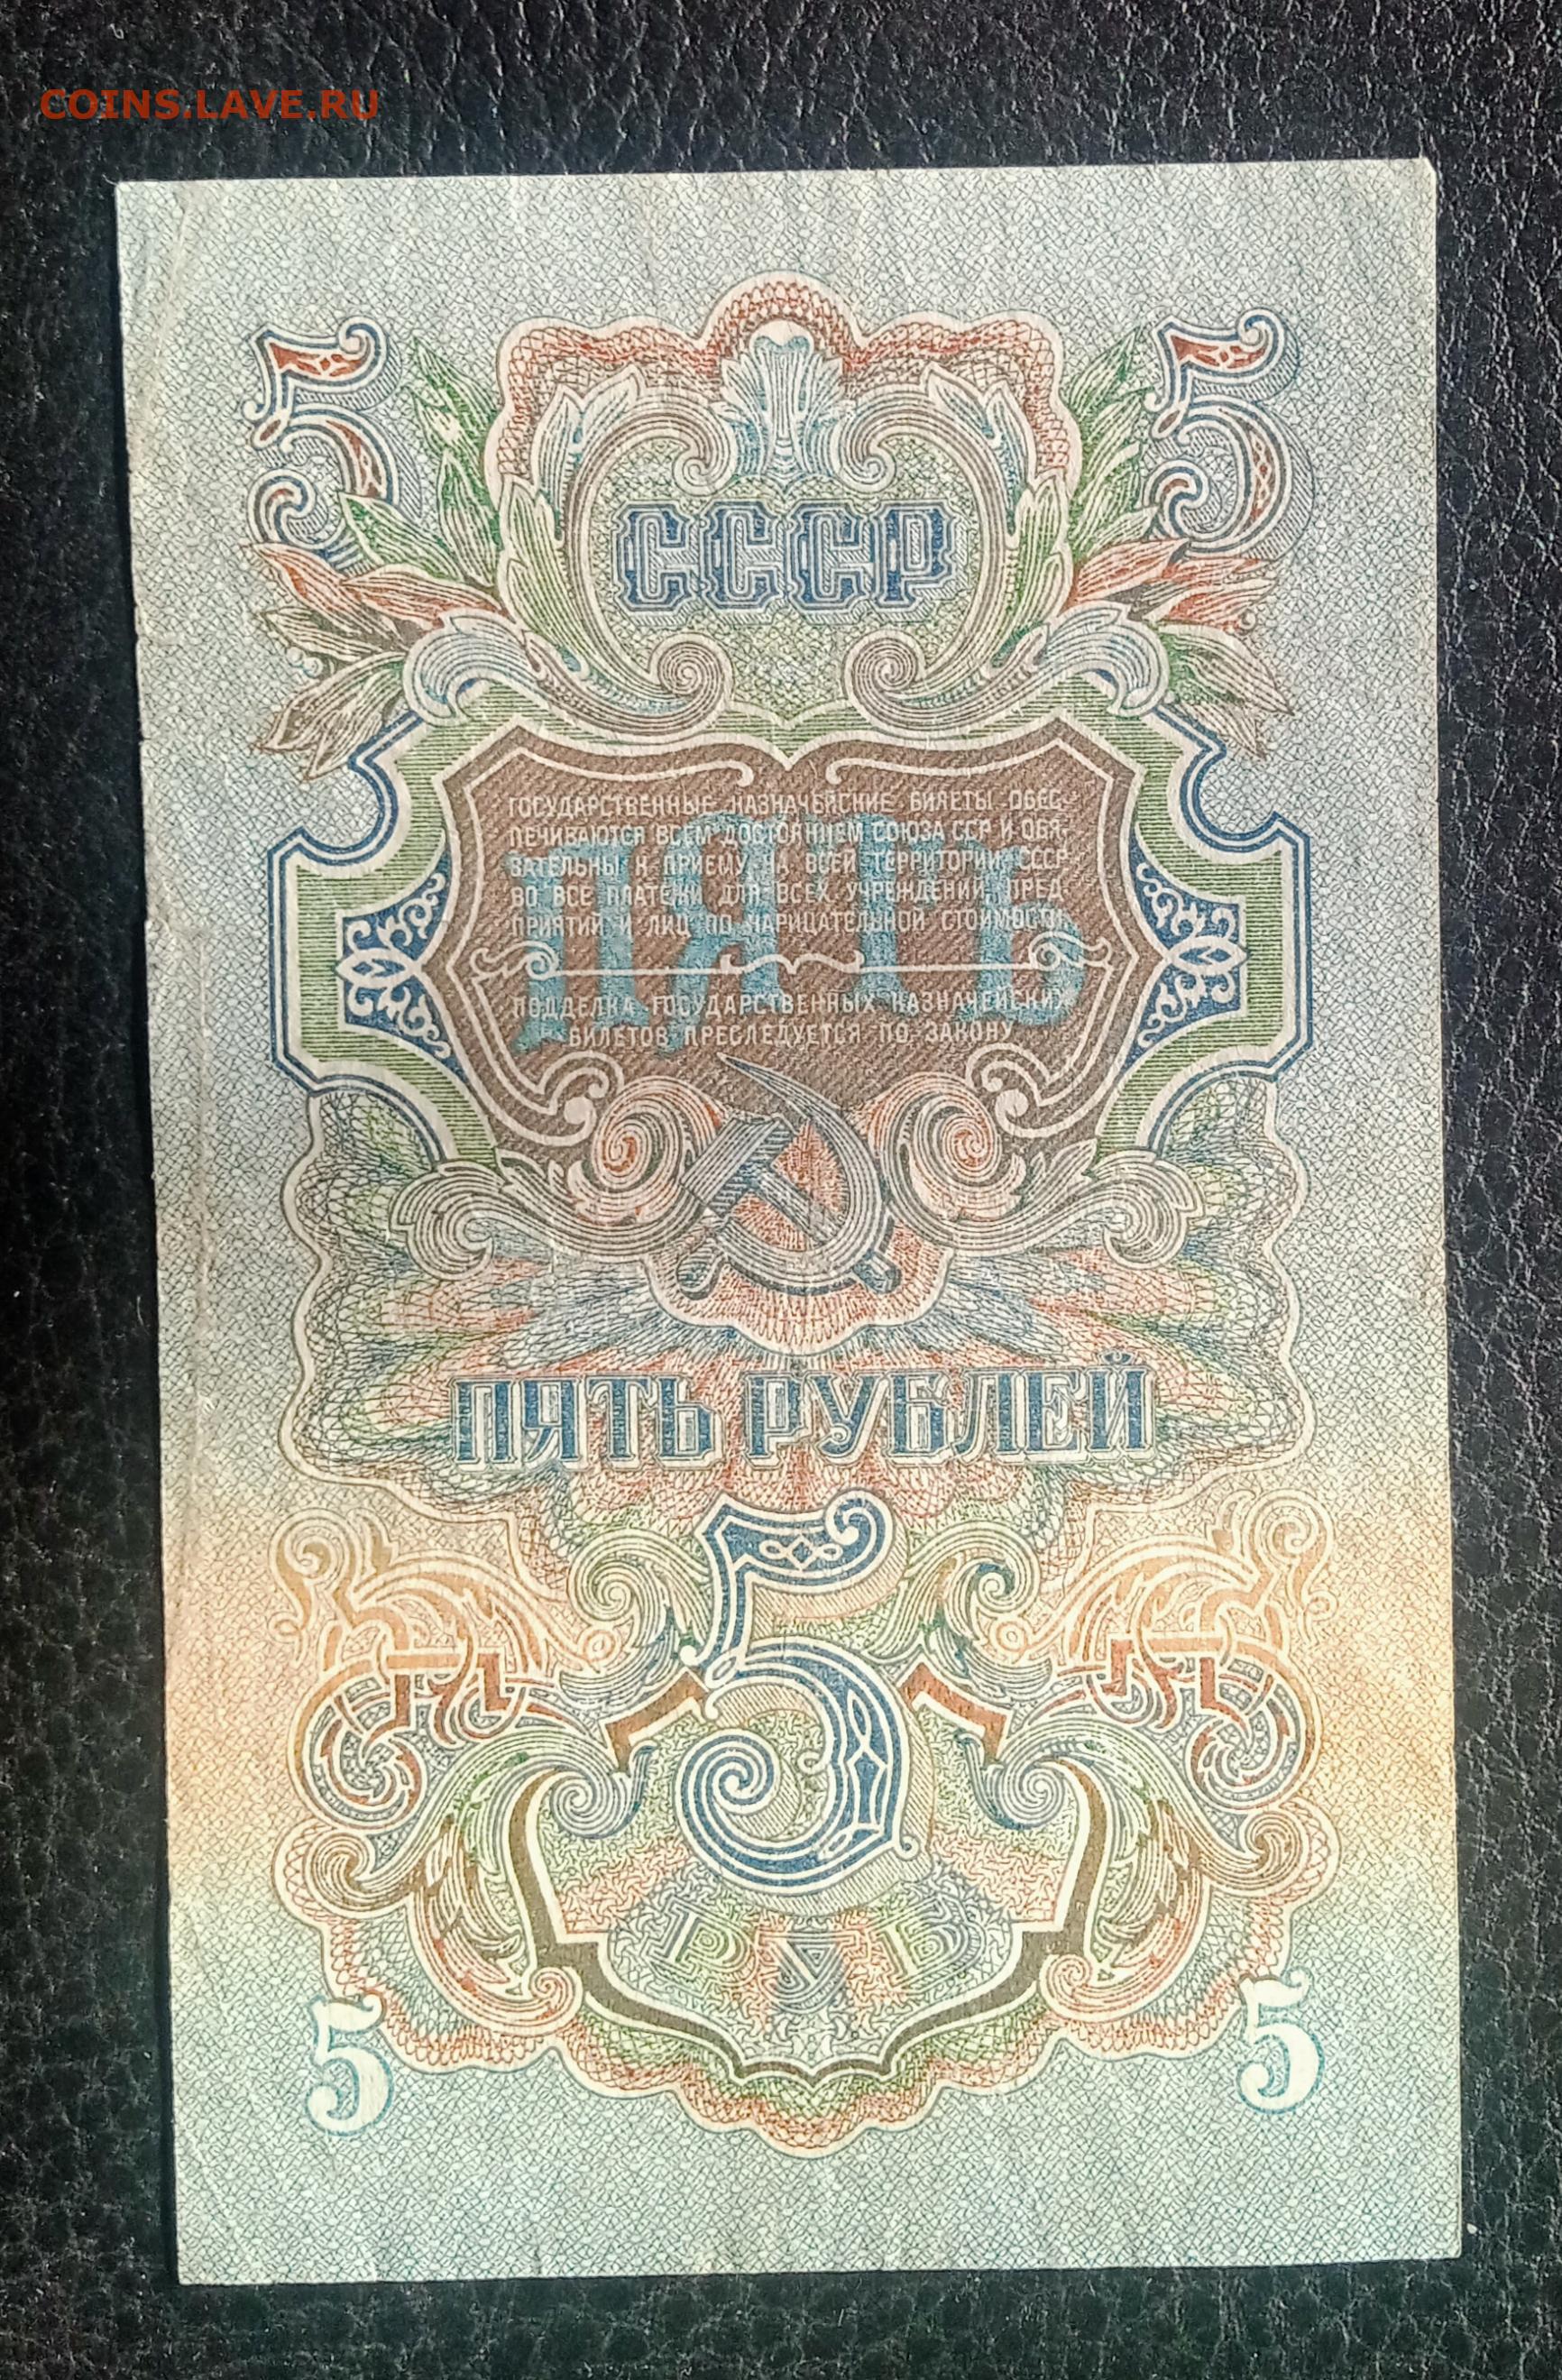 COINS.LAVE.RU
5 5
СССР
ПЯТЬ
ГОСУДАРСТВЕННЫЕ КАЗНАЧЕЙСКИЕ БИЛЕТЫ ОБЕС-
ПЕЧИВАЮТСЯ ВСЕМ ДОСТОЯНИЕМ СОЮЗА ССР И ОБЯ-
ЗАТЕЛЬНЫ К ПРИЕМУ НА ВСЕЙ ТЕРРИТОРИИ СССР
ВО ВСЕ ПЛАТЕЖИ ДЛЯ ВСЕХ УЧРЕЖДЕНИЙ, ПРЕД-
ПРИЯТИЙ И ЛИЦ ПО НАРИЦАТЕЛЬНОЙ СТОИМОСТИ
ПОДДЕЛКА ГОСУДАРСТВЕННЫХ КАЗНАЧЕЙСКИХ
БИЛЕТОВ ПРЕСЛЕДУЕТСЯ ПО ЗАКОНУ
ПЯТЬ РУБЛЕЙ
5
РУБ
5 5